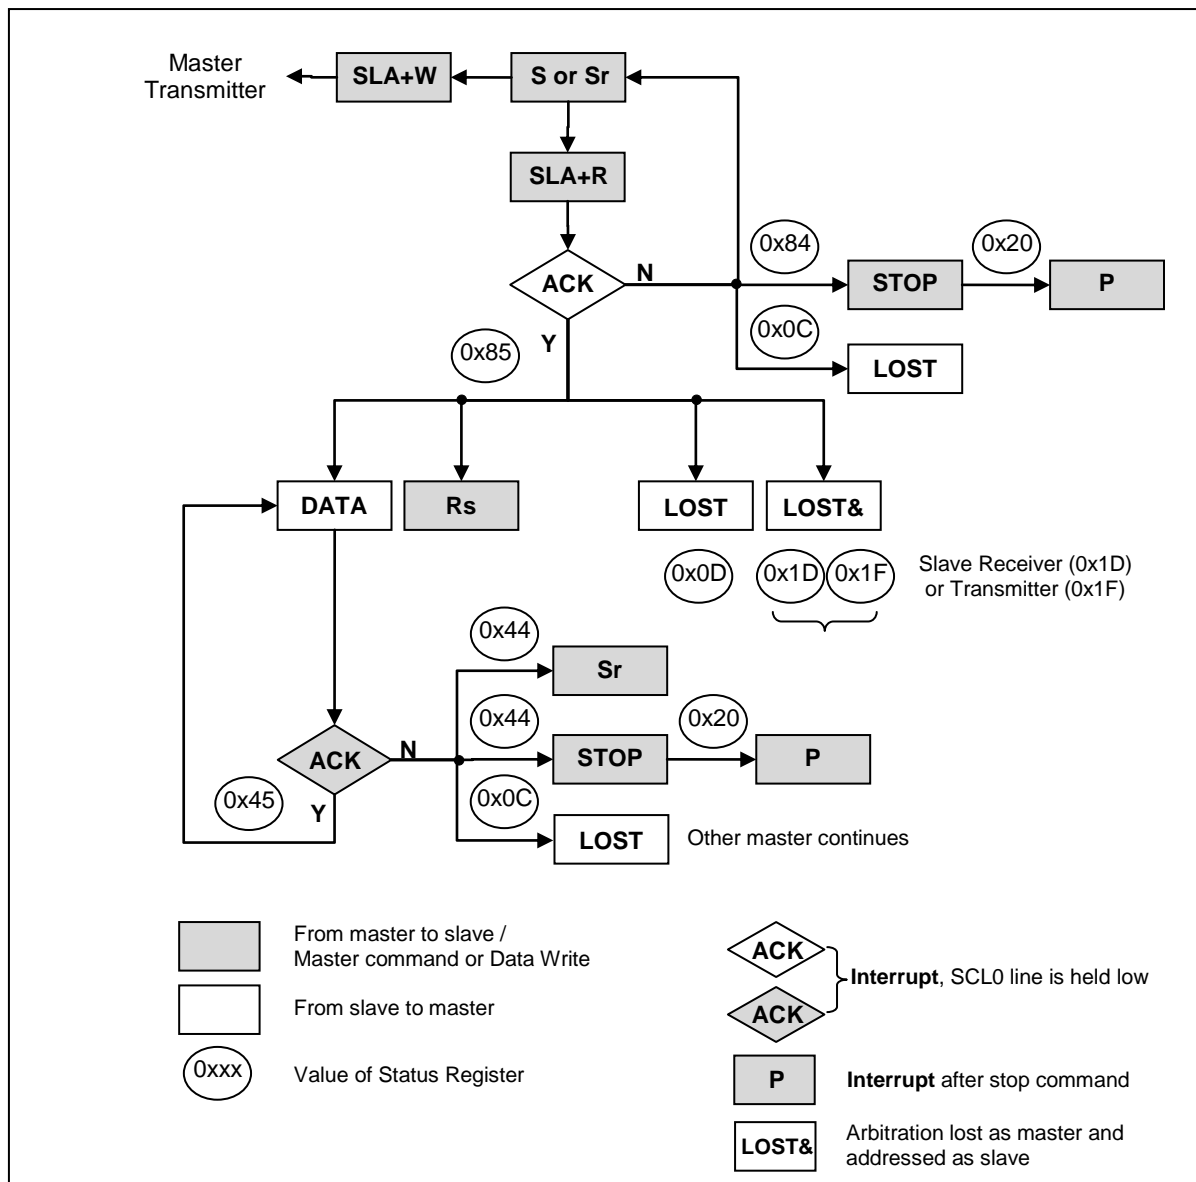 Master
Transmitter
SLA+W
S or Sr
SLA+R
ACK
N
0x84
STOP
0x20
P
0x0C
LOST
Y
0x85
DATA
Rs
LOST
LOST&
0x0D
0x1D
0x1F
Slave Receiver (0x1D)
or Transmitter (0x1F)
0x44
Sr
0x44
STOP
0x20
P
ACK
N
0x45
Y
0x0C
LOST
Other master continues
From master to slave /
Master command or Data Write
From slave to master
0xxx
Value of Status Register
ACK
ACK
Interrupt, SCL0 line is held low
P
Interrupt after stop command
LOST&
Arbitration lost as master and
addressed as slave